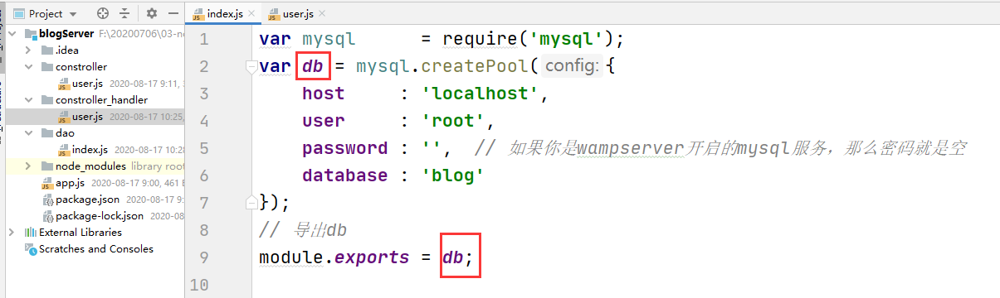 Project
index.js
user.js
blogServer F:\20200706\03-no
.idea
constroller
user.js 2020-08-17 9:11, 3
constroller_handler
user.js 2020-08-17 10:25,
dao
index.js 2020-08-17 10:28
node_modules library root
app.js 2020-08-17 9:00, 461 B
package.json 2020-08-17 9:
package-lock.json 2020-08
External Libraries
Scratches and Consoles
1 var mysql = require('mysql');
2 var db = mysql.createPool( config: {
3 host : 'localhost',
4 user : 'root',
5 password : '', // 如果你是wampserver开启的mysql服务，那么密码就是空
6 database : 'blog'
7 });
8 // 导出db
9 module.exports = db;
10